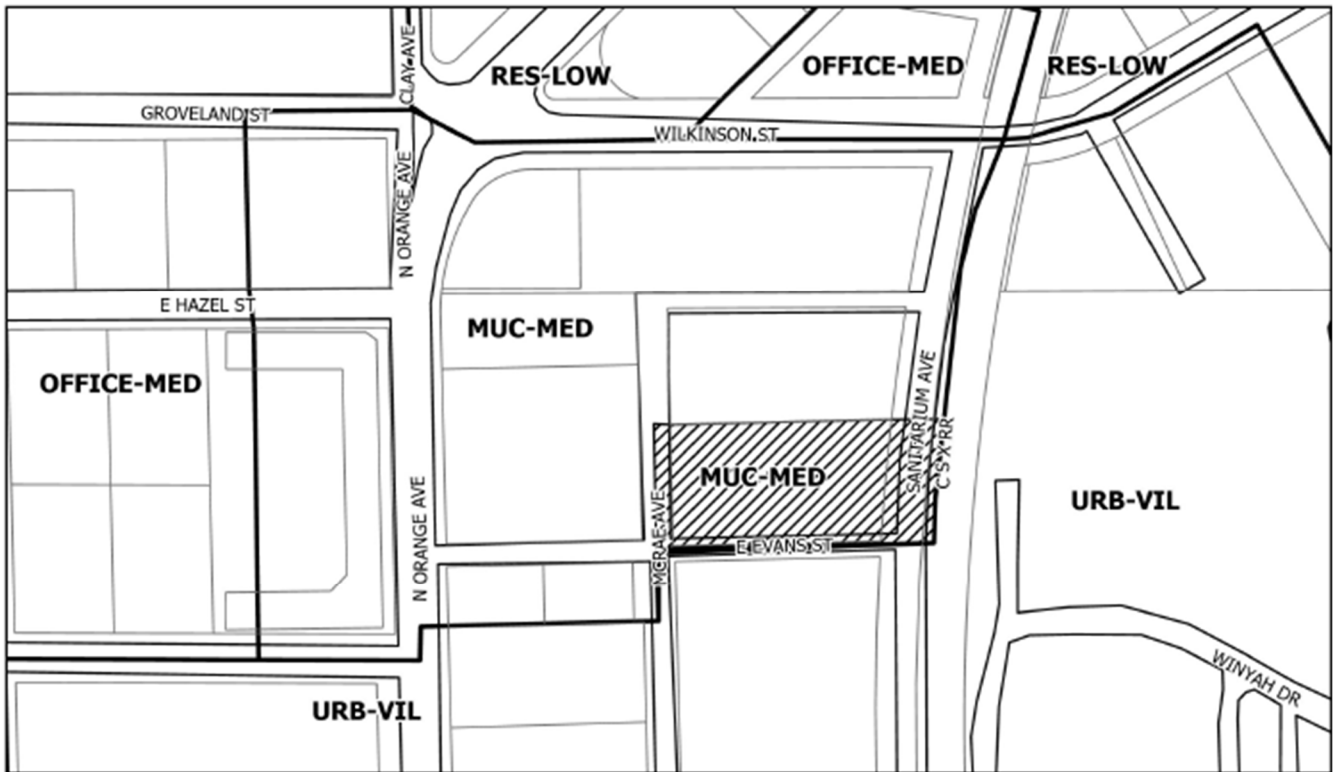 CLAY AVE
RES-LOW
OFFICE-MED
RES-LOW
GROVELAND ST
WILKINSON ST
N ORANGE AVE
E HAZEL ST
MUC-MED
OFFICE-MED
SANITARIUM AVE
C S X RR
MUC-MED
URB-VIL
N ORANGE AVE
MCRAE AVE
E EVANS ST
WINYAH DR
URB-VIL